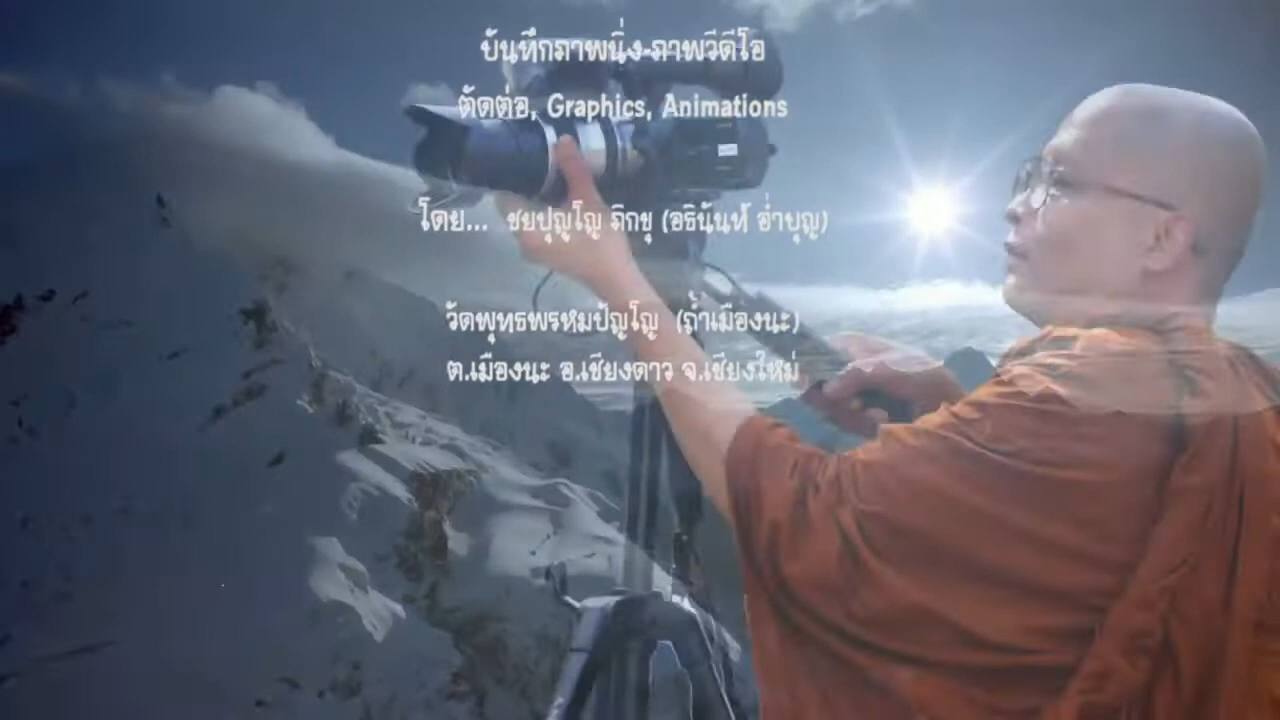 บันทึกภาพนิ่ง-ภาพวีดีโอ
ตัดต่อ, Graphics, Animations
โดย... ชยปุญฺโญ ภิกขุ (อธินันท์ อ่ำบุญ)
วัดพุทธพรหมปัญโญ (ถ้ำเมืองนะ)
ต.เมืองนะ อ.เชียงดาว จ.เชียงใหม่